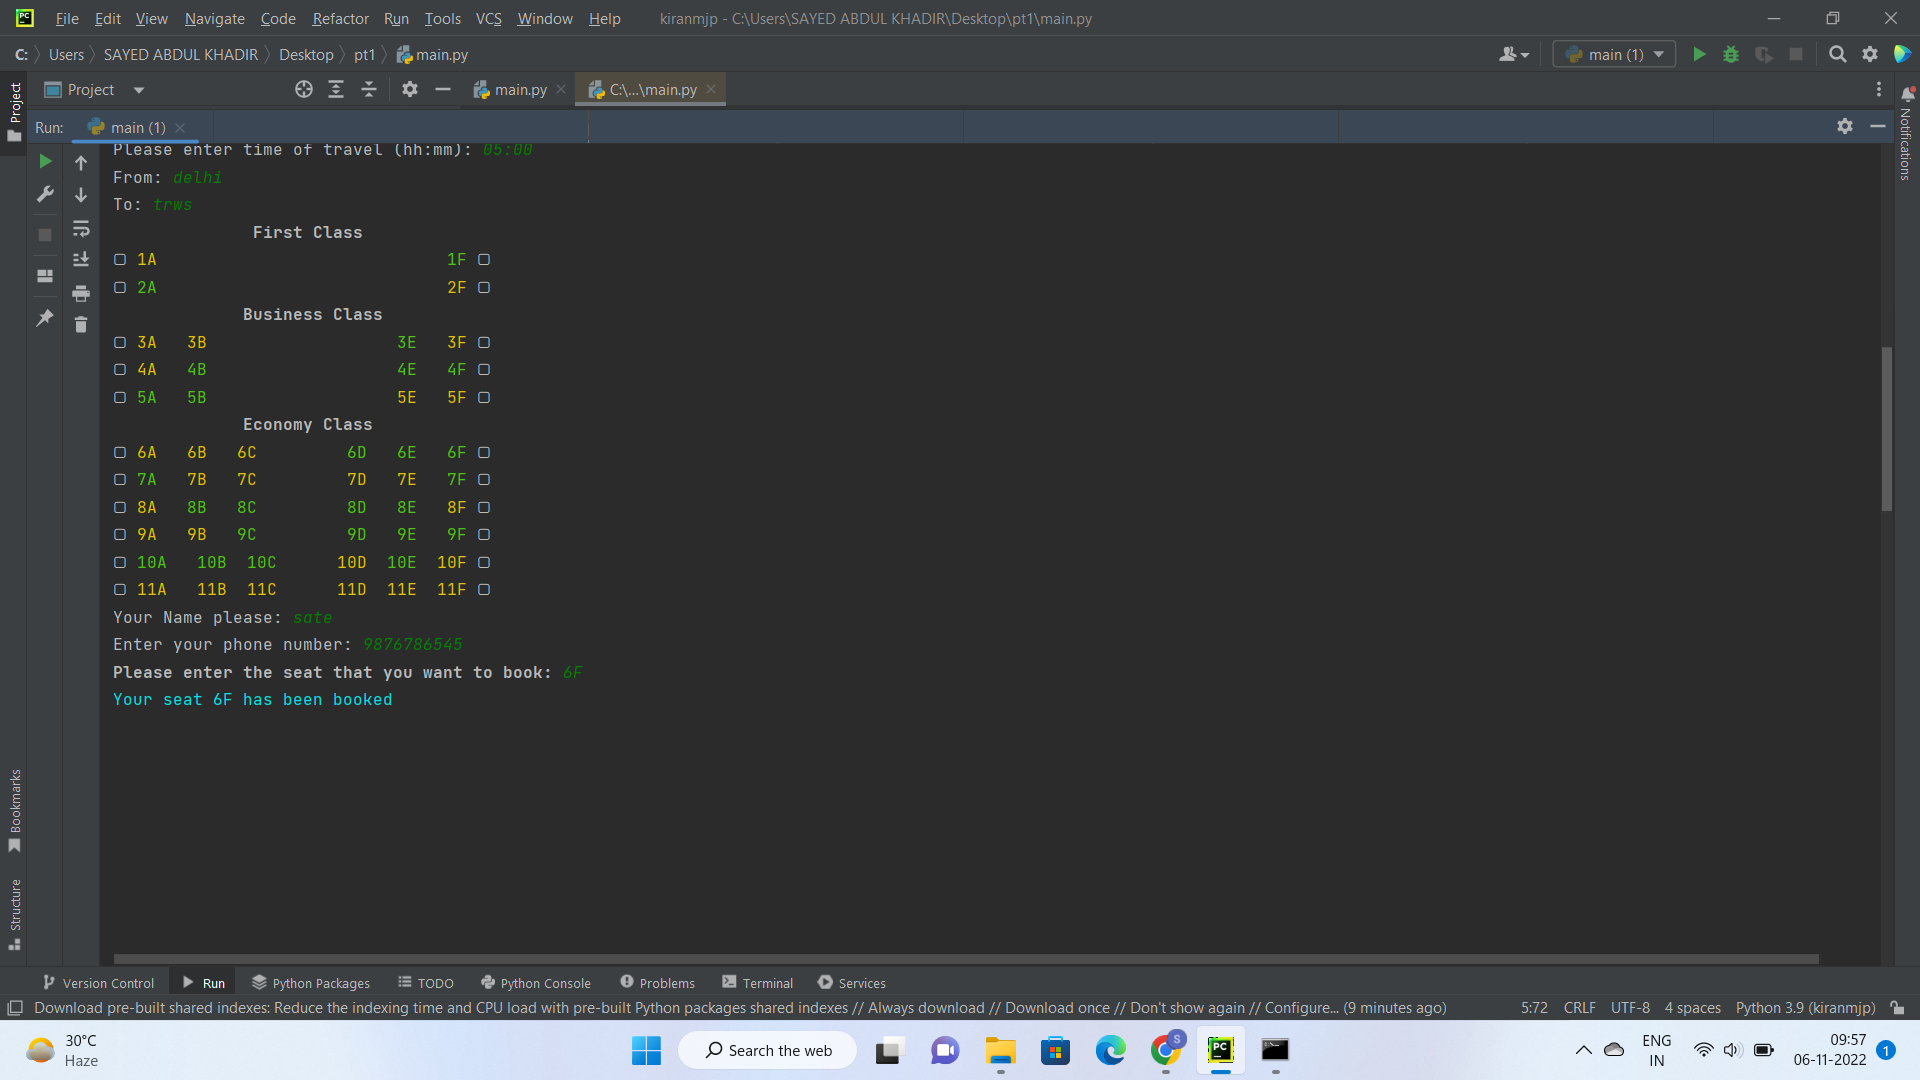 PC File Edit View Navigate Code Refactor Run Tools VCS Window Help kiranmjp - C:\Users\SAYED ABDUL KHADIR\Desktop\pt1\main.py
C: Users SAYED ABDUL KHADIR Desktop pt1 main.py main (1)
Project Project main.py C:\...\main.py
Notifications
Run: main (1)
Please enter time of travel (hh:mm): 05:00
From: delhi
To: trws
First Class
▢ 1A 1F ▢
▢ 2A 2F ▢
Business Class
▢ 3A 3B 3E 3F ▢
▢ 4A 4B 4E 4F ▢
▢ 5A 5B 5E 5F ▢
Economy Class
▢ 6A 6B 6C 6D 6E 6F ▢
▢ 7A 7B 7C 7D 7E 7F ▢
▢ 8A 8B 8C 8D 8E 8F ▢
▢ 9A 9B 9C 9D 9E 9F ▢
▢ 10A 10B 10C 10D 10E 10F ▢
▢ 11A 11B 11C 11D 11E 11F ▢
Your Name please: sate
Enter your phone number: 9876786545
Please enter the seat that you want to book: 6F
Your seat 6F has been booked
Bookmarks
Structure
Version Control Run Python Packages TODO Python Console Problems Terminal Services
Download pre-built shared indexes: Reduce the indexing time and CPU load with pre-built Python packages shared indexes // Always download // Download once // Don't show again // Configure... (9 minutes ago) 5:72 CRLF UTF-8 4 spaces Python 3.9 (kiranmjp)
30°C
Haze
Search the web
S
PC
ENG
IN
09:57
06-11-2022
1